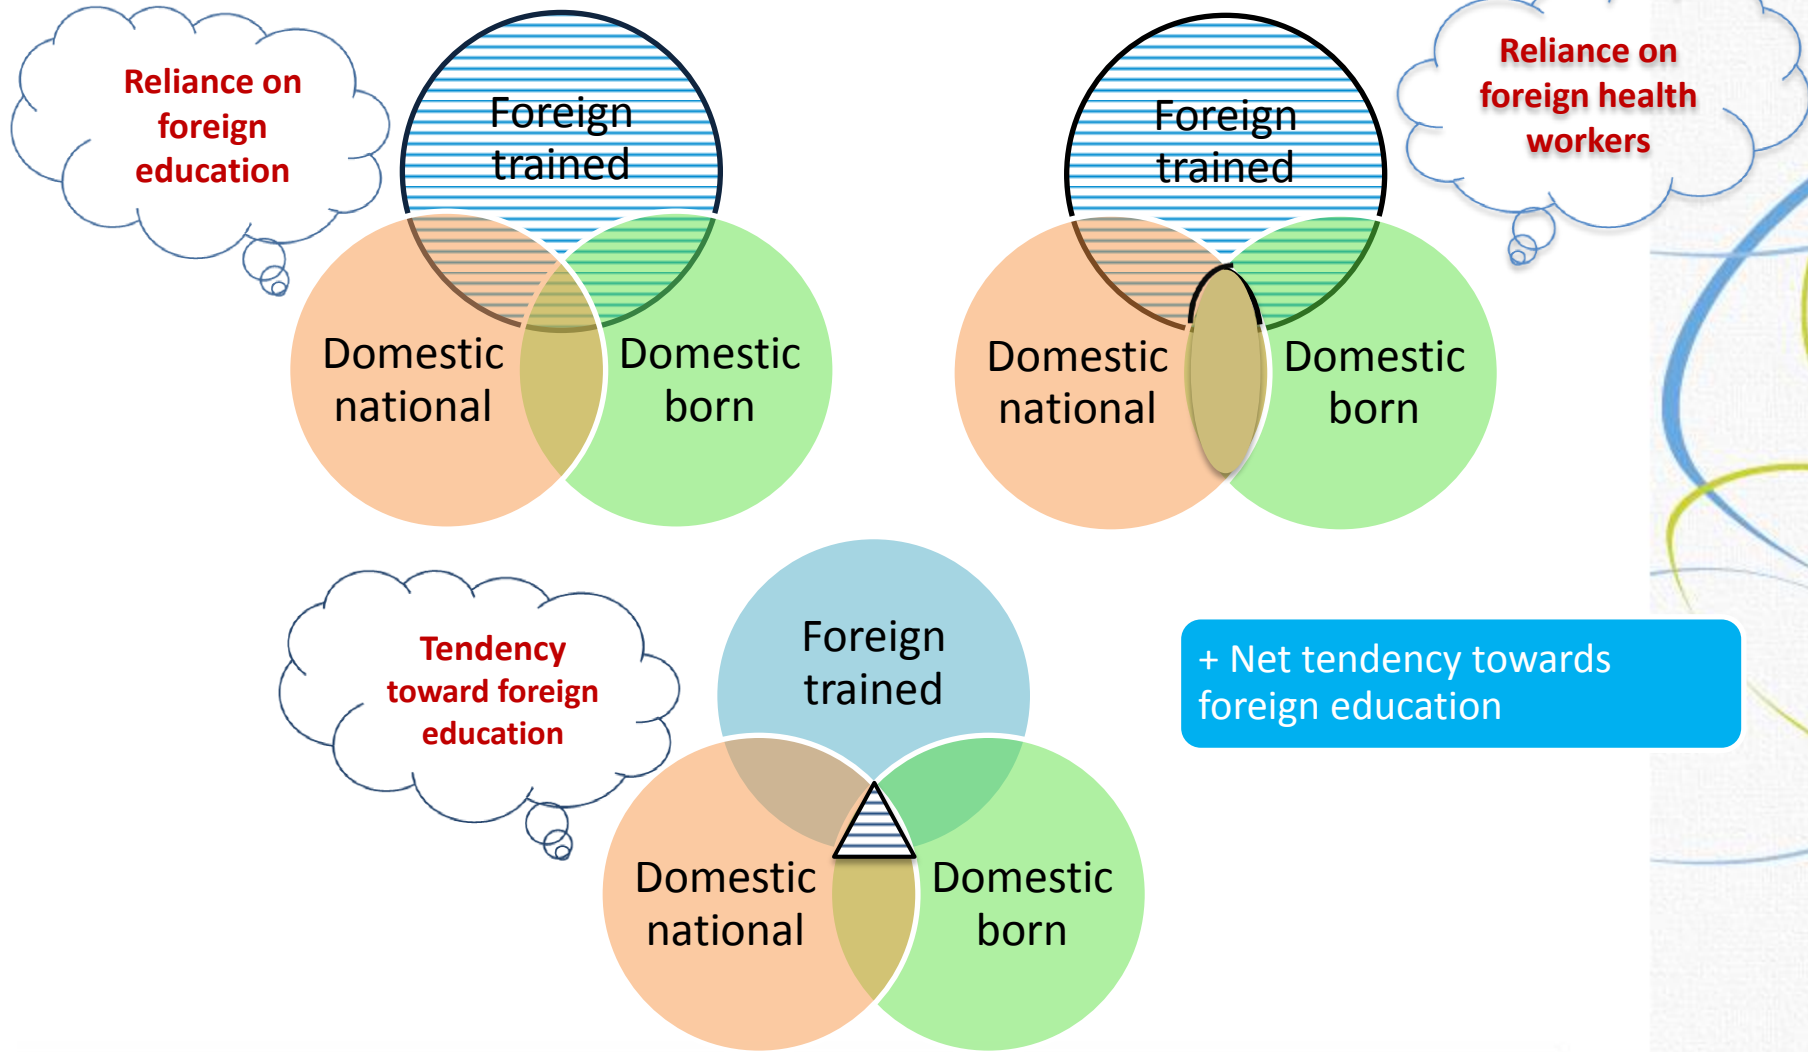 Reliance on
foreign
education
Foreign
trained
Domestic
national
Domestic
born
Foreign
trained
Domestic
national
Domestic
born
Reliance on
foreign health
workers
Tendency
toward foreign
education
Foreign
trained
Domestic
national
Domestic
born
+ Net tendency towards
foreign education